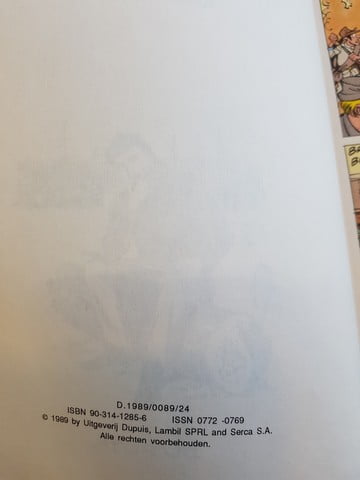 D.1989/0089/24
ISBN 90-314-1285-6 ISSN 0772 -0769
© 1989 by Uitgeverij Dupuis, Lambil SPRL and Serca S.A.
Alle rechten voorbehouden.